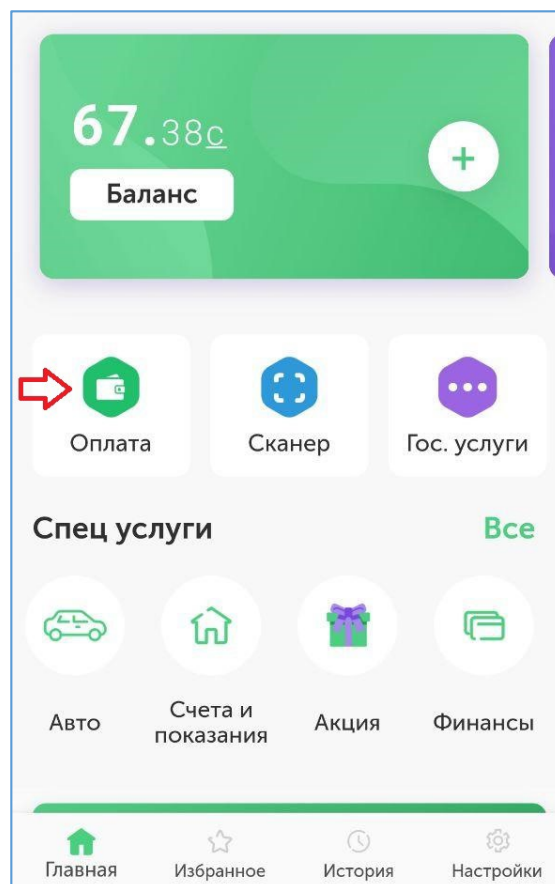 67.38с
Баланс
Оплата
Сканер
Гос. услуги
Спец услуги
Все
Авто
Счета и
показания
Акция
Финансы
Главная
Избранное
История
Настройки